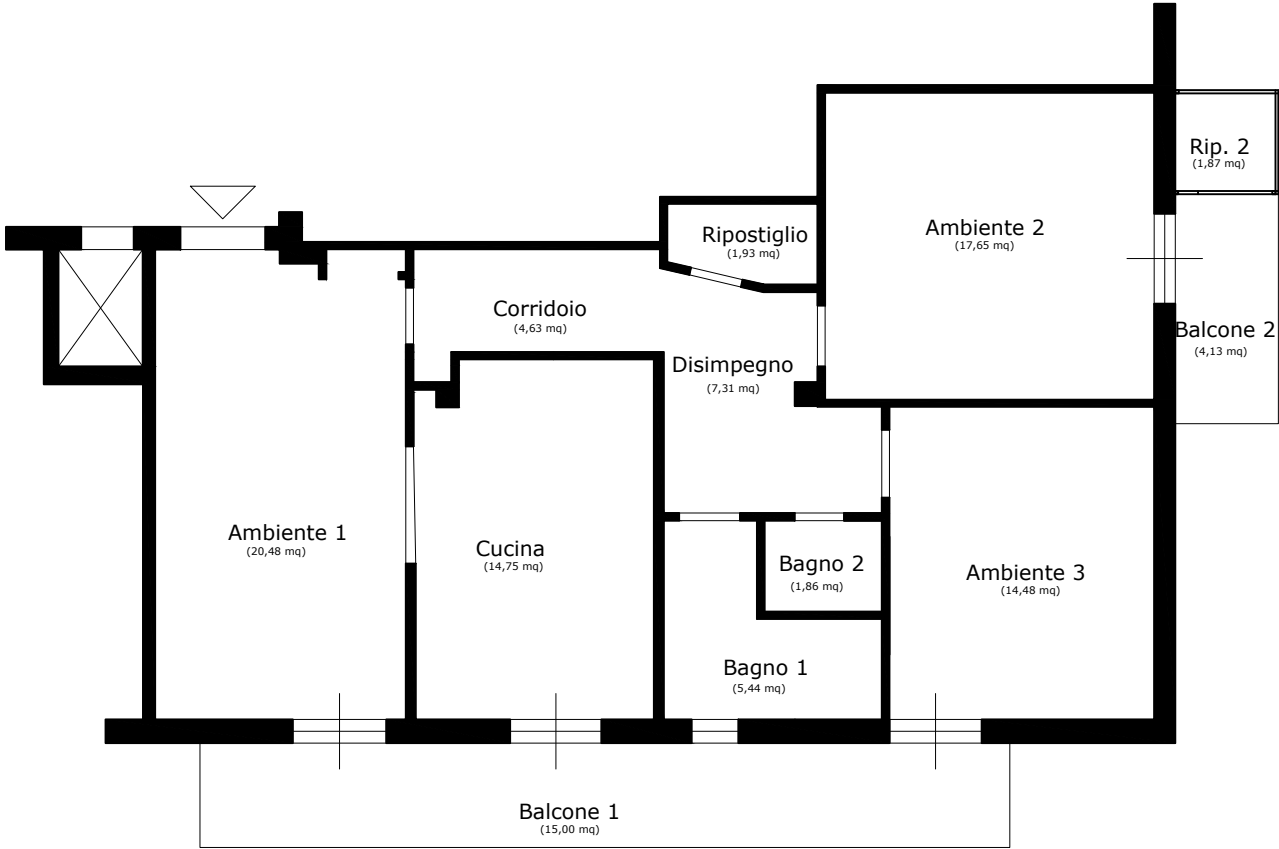 Rip. 2
(1,87 mq)
Ambiente 2
(17,65 mq)
Ripostiglio
(1,93 mq)
Corridoio
(4,63 mq)
Balcone 2
(4,13 mq)
Disimpegno
(7,31 mq)
Ambiente 1
(20,48 mq)
Cucina
(14,75 mq)
Bagno 2
(1,86 mq)
Ambiente 3
(14,48 mq)
Bagno 1
(5,44 mq)
Balcone 1
(15,00 mq)